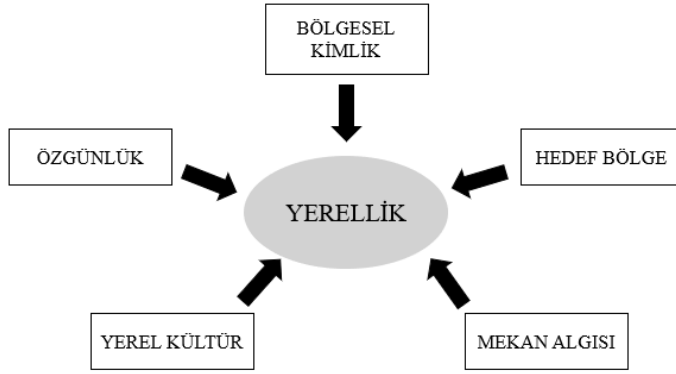 BÖLGESEL
KİMLİK
ÖZGÜNLÜK
HEDEF BÖLGE
YERELLİK
YEREL KÜLTÜR
MEKAN ALGISI